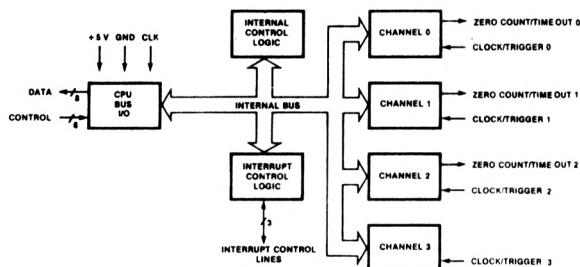 +5 V GND CLK
DATA
8
CONTROL
6
CPU
BUS
I/O
INTERNAL
CONTROL
LOGIC
INTERNAL BUS
INTERRUPT
CONTROL
LOGIC
3
INTERRUPT CONTROL
LINES
CHANNEL 0
ZERO COUNT/TIME OUT 0
CLOCK/TRIGGER 0
CHANNEL 1
ZERO COUNT/TIME OUT 1
CLOCK/TRIGGER 1
CHANNEL 2
ZERO COUNT/TIME OUT 2
CLOCK/TRIGGER 2
CHANNEL 3
CLOCK/TRIGGER 3